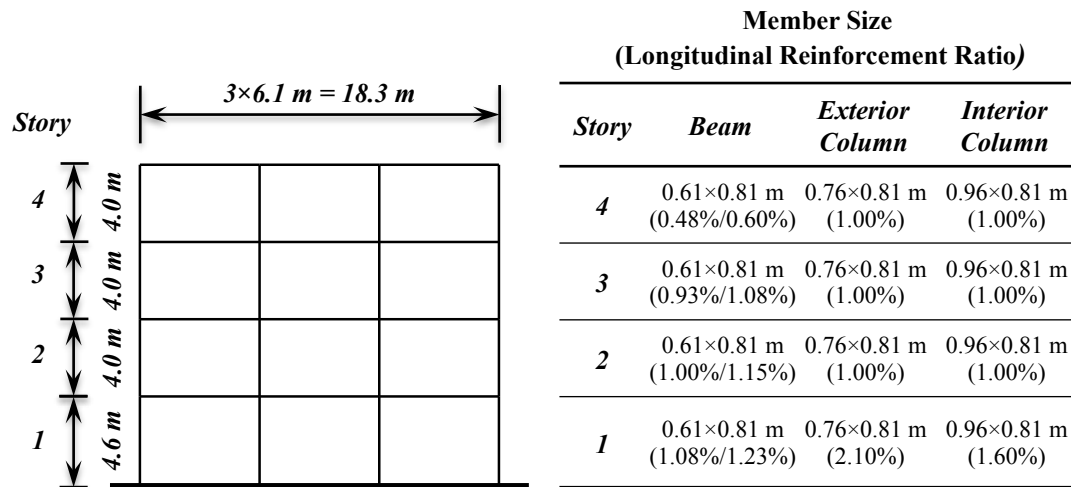 Member Size
(Longitudinal Reinforcement Ratio)
3×6.1 m = 18.3 m
Story
4
4.0 m
3
4.0 m
2
4.0 m
1
4.6 m
Story Beam Exterior Column Interior Column
4 0.61×0.81 m 0.76×0.81 m 0.96×0.81 m
(0.48%/0.60%) (1.00%) (1.00%)
3 0.61×0.81 m 0.76×0.81 m 0.96×0.81 m
(0.93%/1.08%) (1.00%) (1.00%)
2 0.61×0.81 m 0.76×0.81 m 0.96×0.81 m
(1.00%/1.15%) (1.00%) (1.00%)
1 0.61×0.81 m 0.76×0.81 m 0.96×0.81 m
(1.08%/1.23%) (2.10%) (1.60%)